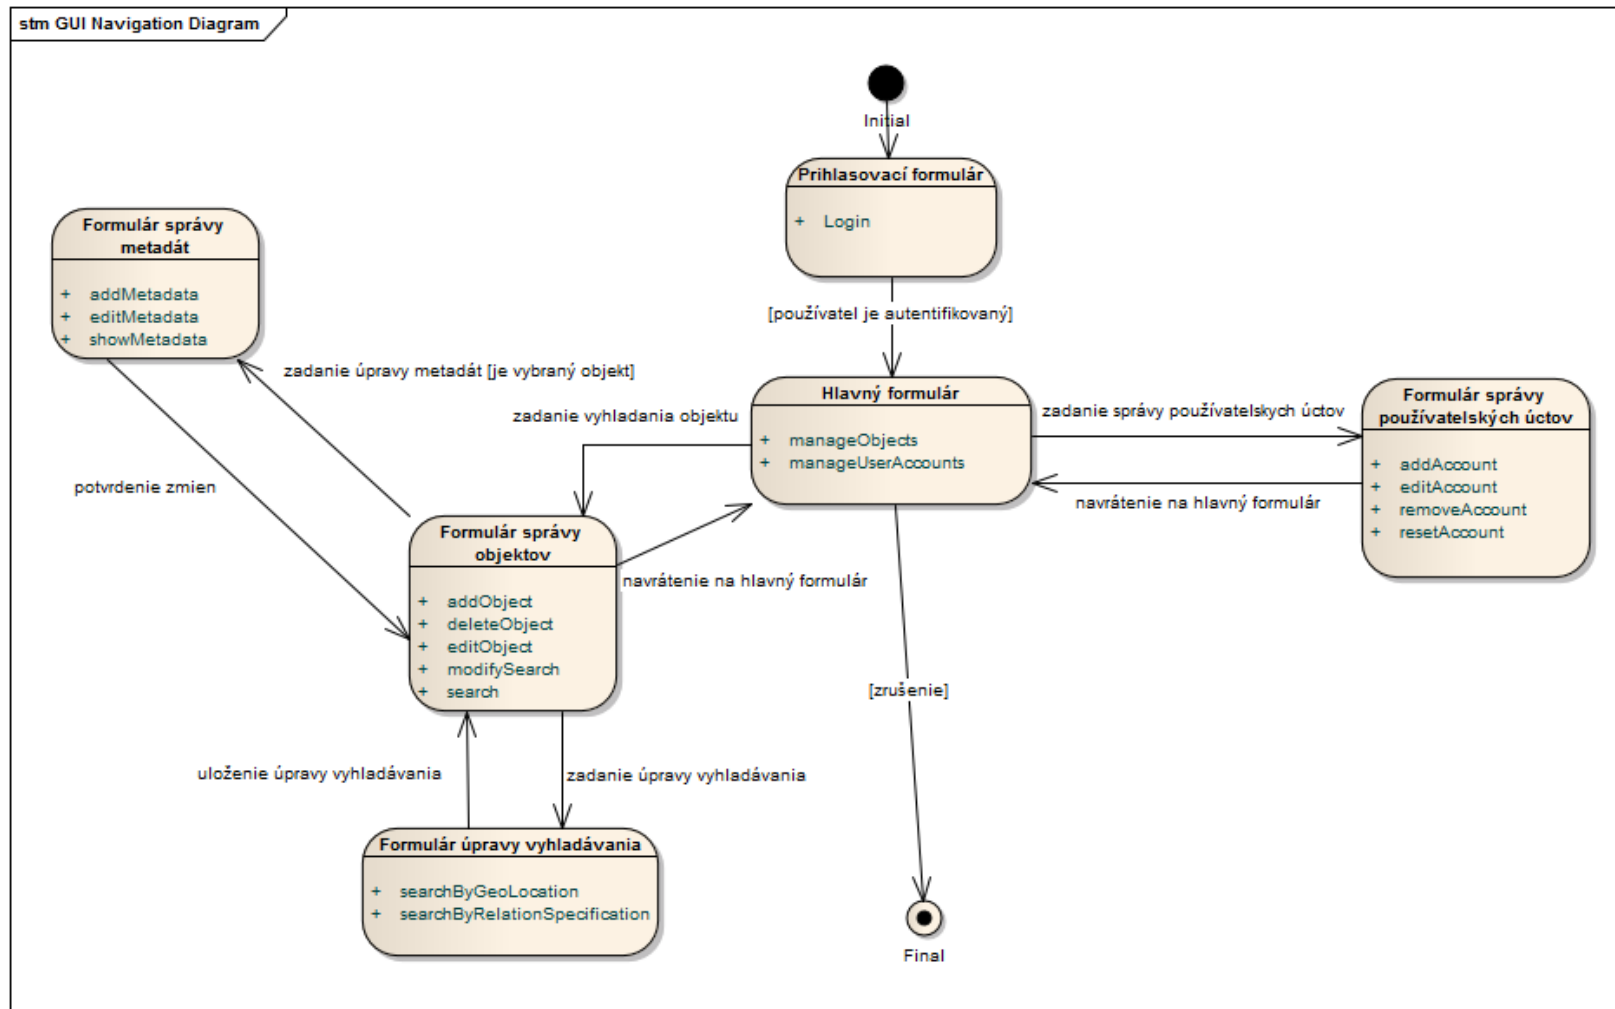 stm GUI Navigation Diagram
Initial
Prihlasovací formulár
+ Login
[používatel je autentifikovaný]
Formulár správy
metadát
+ addMetadata
+ editMetadata
+ showMetadata
zadanie úpravy metadát [je vybraný objekt]
potvrdenie zmien
Hlavný formulár
+ manageObjects
+ manageUserAccounts
zadanie vyhladania objektu
zadanie správy používatelskych úctov
navrátenie na hlavný formulár
Formulár správy
používatelských úctov
+ addAccount
+ editAccount
+ removeAccount
+ resetAccount
Formulár správy
objektov
+ addObject
+ deleteObject
+ editObject
+ modifySearch
+ search
navrátenie na hlavný formulár
[zrušenie]
uloženie úpravy vyhladávania
zadanie úpravy vyhladávania
Formulár úpravy vyhladávania
+ searchByGeoLocation
+ searchByRelationSpecification
Final